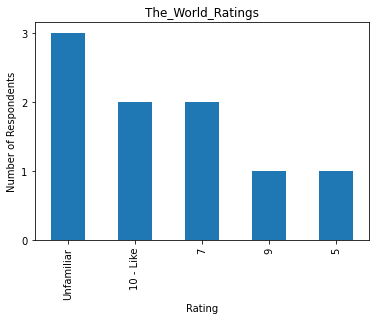 The_World_Ratings
Number of Respondents
3
2
1
0
Unfamiliar
10 - Like
7
9
5
Rating